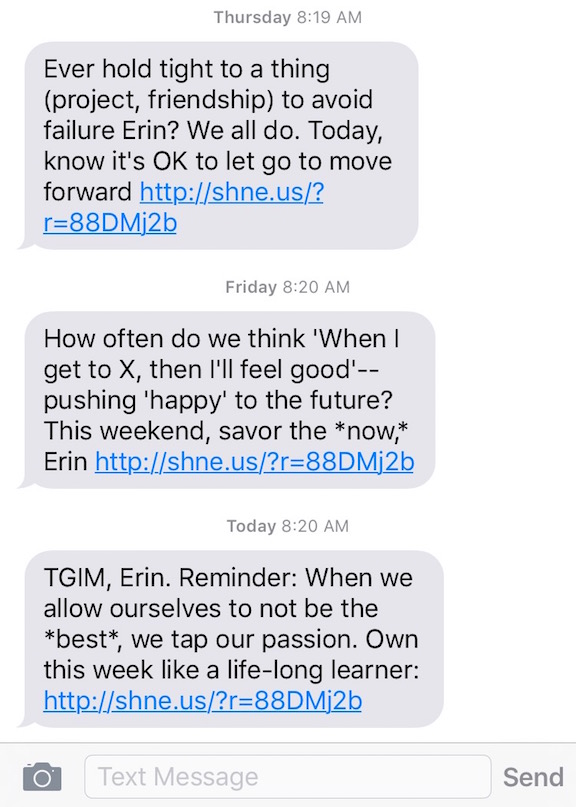 Thursday 8:19 AM
Ever hold tight to a thing
(project, friendship) to avoid
failure Erin? We all do. Today,
know it's OK to let go to move
forward http://shne.us/?
r=88DMj2b
Friday 8:20 AM
How often do we think 'When I
get to X, then I'll feel good'--
pushing 'happy' to the future?
This weekend, savor the *now,*
Erin http://shne.us/?r=88DMj2b
Today 8:20 AM
TGIM, Erin. Reminder: When we
allow ourselves to not be the
*best*, we tap our passion. Own
this week like a life-long learner:
http://shne.us/?r=88DMj2b
Text Message Send